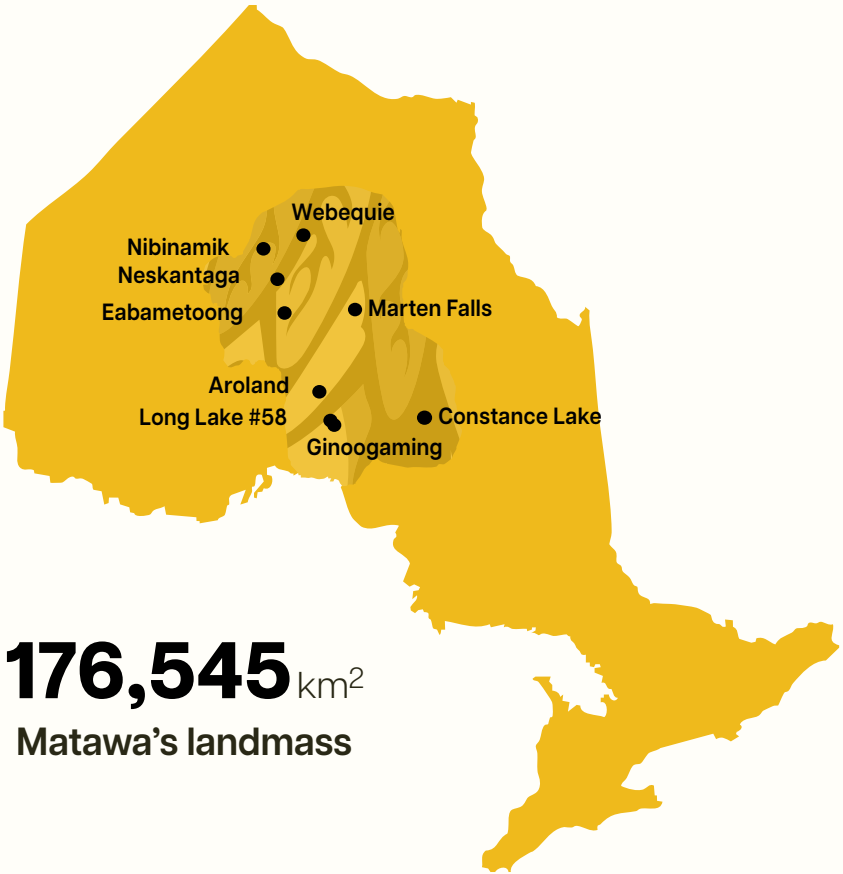 Webequie
Nibinamik
Neskantaga
Eabametoong
Marten Falls
Aroland
Long Lake #58
Constance Lake
Ginoogaming
176,545 km²
Matawa’s landmass